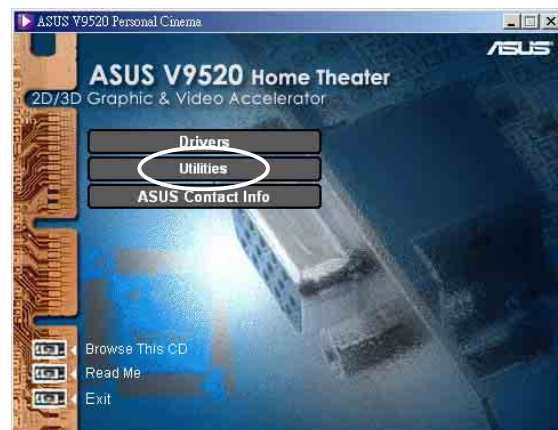 ASUS V9520 Personal Cinema
ASUS
ASUS V9520 Home Theater
2D/3D Graphic & Video Accelerator
Drivers
Utilities
ASUS Contact Info
Browse This CD
Read Me
Exit